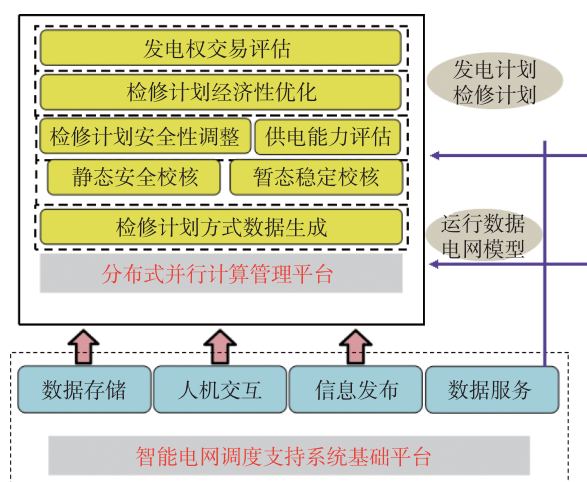 发电权交易评估
检修计划经济性优化
检修计划安全性调整
供电能力评估
静态安全校核
暂态稳定校核
检修计划方式数据生成
分布式并行计算管理平台
发电计划
检修计划
运行数据
电网模型
数据存储
人机交互
信息发布
数据服务
智能电网调度支持系统基础平台